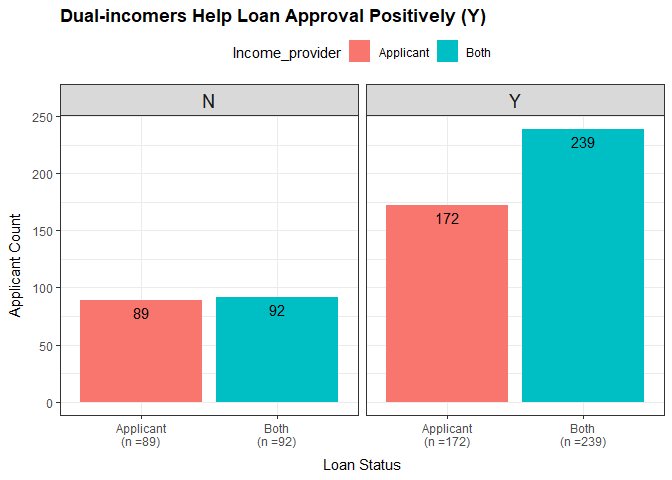 Dual-incomers Help Loan Approval Positively (Y)
Income_provider Applicant Both
N
Y
Applicant Count
250
200
150
100
50
0
89
92
172
239
Applicant
(n =89)
Both
(n =92)
Applicant
(n =172)
Both
(n =239)
Loan Status